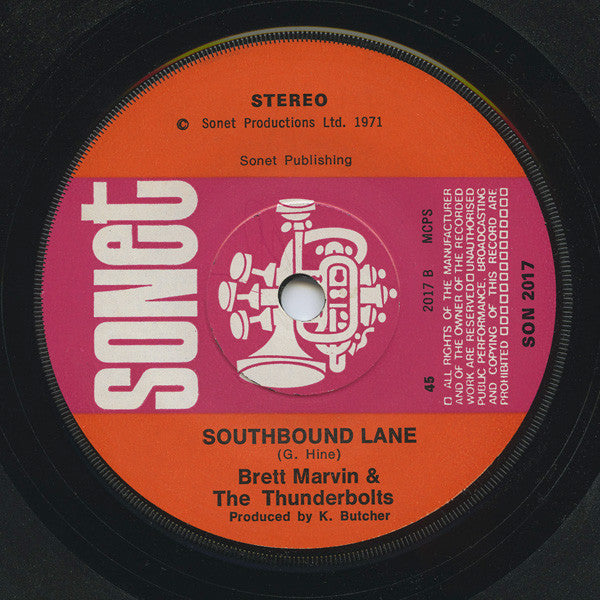 STEREO
© Sonet Productions Ltd. 1971
Sonet Publishing
sonet
45 2017 B MCPS
ALL RIGHTS OF THE MANUFACTURER
AND OF THE OWNER OF THE RECORDED
WORK ARE RESERVED UNAUTHORISED
PUBLIC PERFORMANCE, BROADCASTING
AND COPYING OF THIS RECORD ARE
PROHIBITED
SON 2017
SOUTHBOUND LANE
(G. Hine)
Brett Marvin &
The Thunderbolts
Produced by K. Butcher